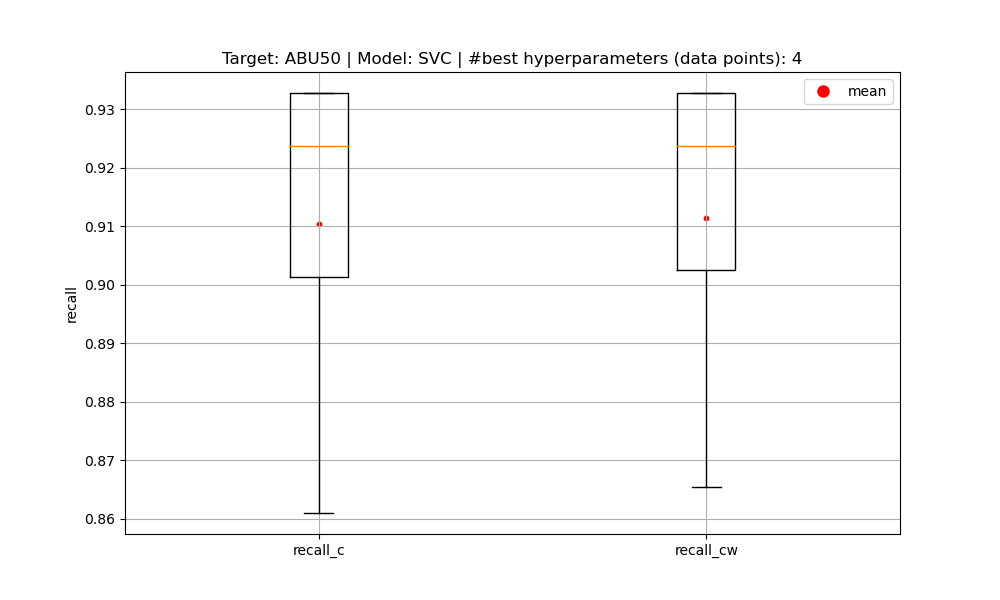 Target: ABU50 | Model: SVC | #best hyperparameters (data points): 4
mean
0.93
0.92
0.91
0.90
0.89
0.88
0.87
0.86
recall
recall_c
recall_cw